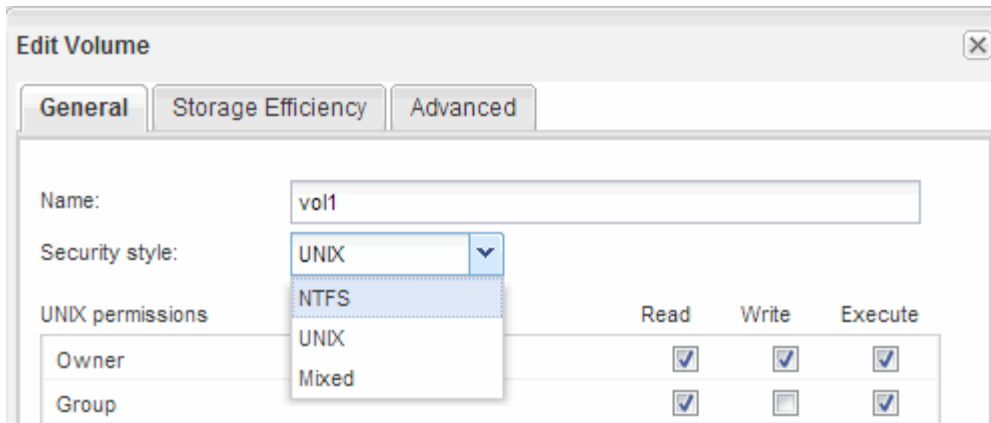 Edit Volume
General Storage Efficiency Advanced
Name: vol1
Security style: UNIX
NTFS
UNIX permissions Read Write Execute
UNIX
Owner
Mixed
Group